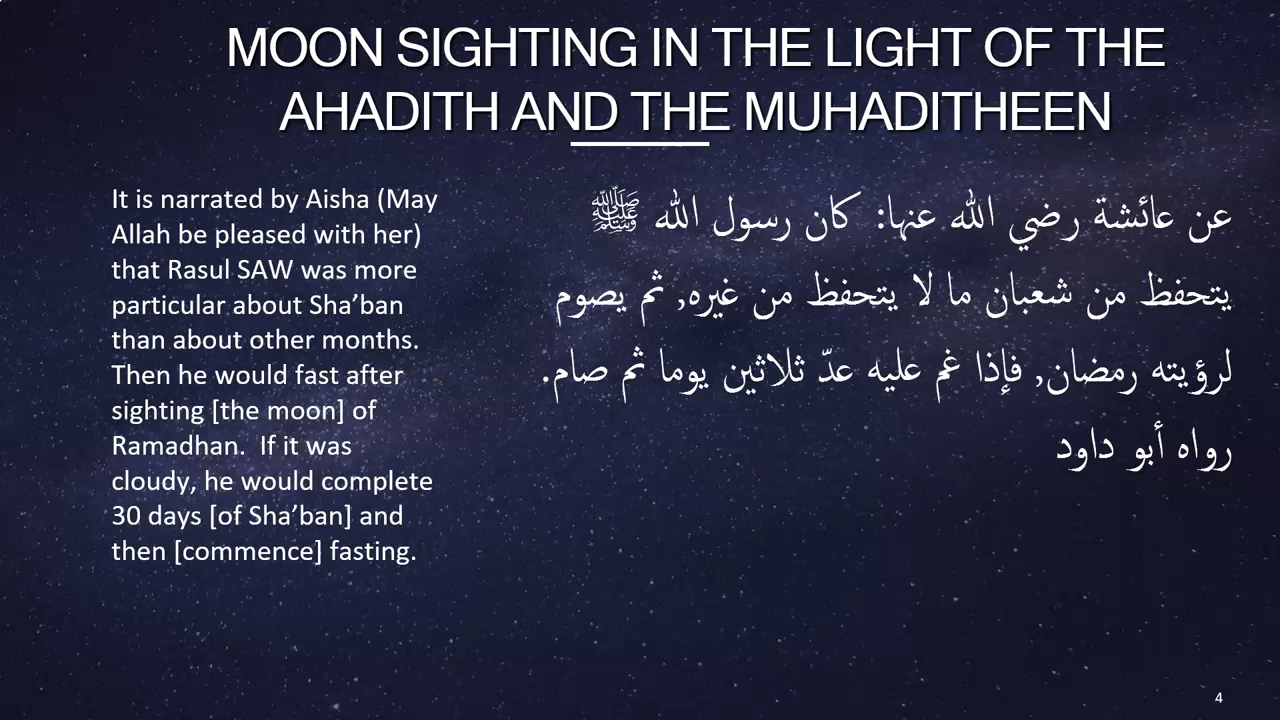 MOON SIGHTING IN THE LIGHT OF THE
AHADITH AND THE MUHADITHEEN
It is narrated by Aisha (May
Allah be pleased with her)
that Rasul SAW was more
particular about Sha’ban
than about other months.
Then he would fast after
sighting [the moon] of
Ramadhan.  If it was
cloudy, he would complete
30 days [of Sha’ban] and
then [commence] fasting.
عن عائشة رضي الله عنها: كان رسول الله ﷺ
يتحفظ من شعبان ما لا يتحفظ من غيره, ثم يصوم
لرؤيته رمضان, فإذا غم عليه عدّ ثلاثين يوما ثم صام.
رواه أبو داود
4